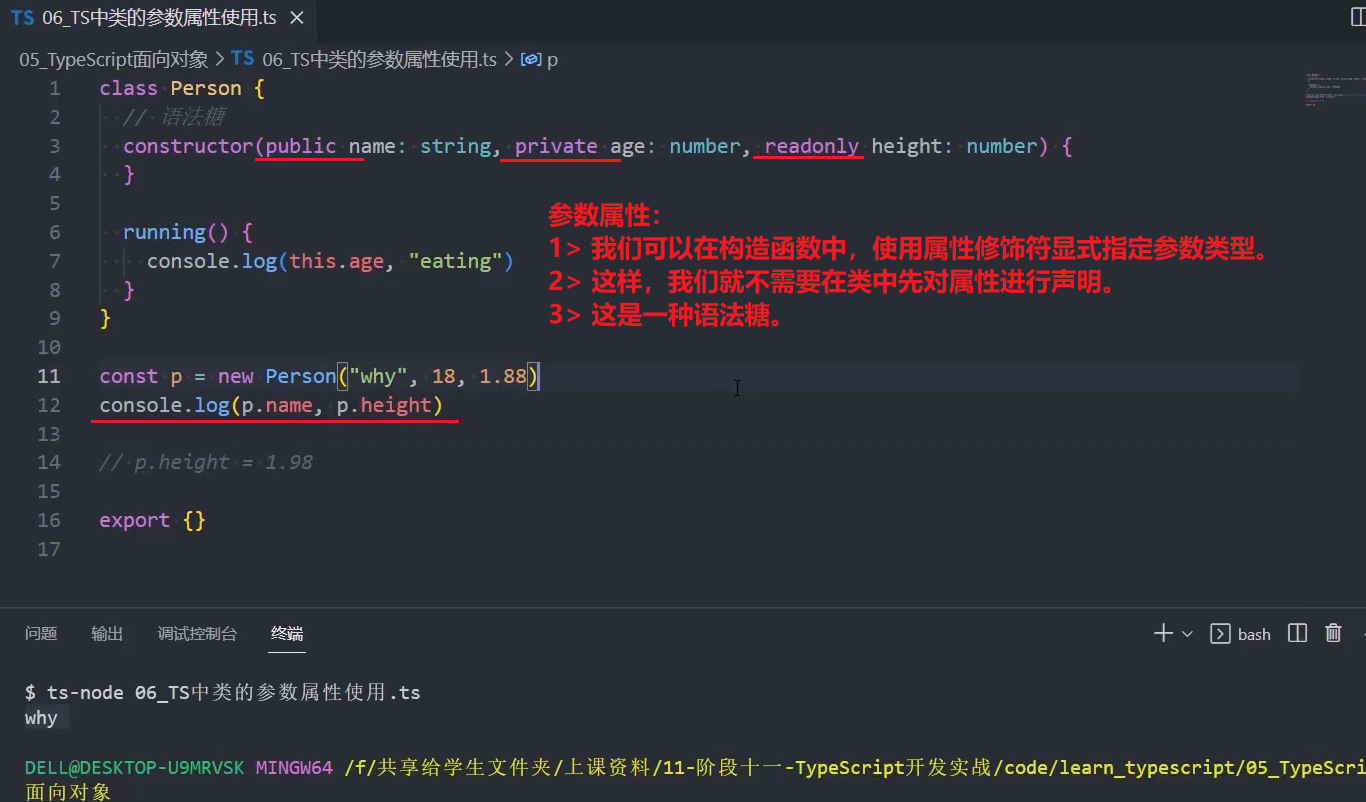 TS 06_TS中类的参数属性使用.ts
05_TypeScript面向对象 > TS 06_TS中类的参数属性使用.ts > p
1 class Person {
2 // 语法糖
3 constructor(public name: string, private age: number, readonly height: number) {
4 }
5
6 running() {
7 console.log(this.age, "eating")
8 }
9 }
10
11 const p = new Person("why", 18, 1.88)
12 console.log(p.name, p.height)
13
14 // p.height = 1.98
15
16 export {}
17
参数属性：
1> 我们可以在构造函数中，使用属性修饰符显式指定参数类型。
2> 这样，我们就不需要在类中先对属性进行声明。
3> 这是一种语法糖。
问题 输出 调试控制台 终端 bash
$ ts-node 06_TS中类的参数属性使用.ts
why
DELL@DESKTOP-U9MRVSK MINGW64 /f/共享给学生文件夹/上课资料/11-阶段十一-TypeScript开发实战/code/learn_typescript/05_TypeScri
面向对象